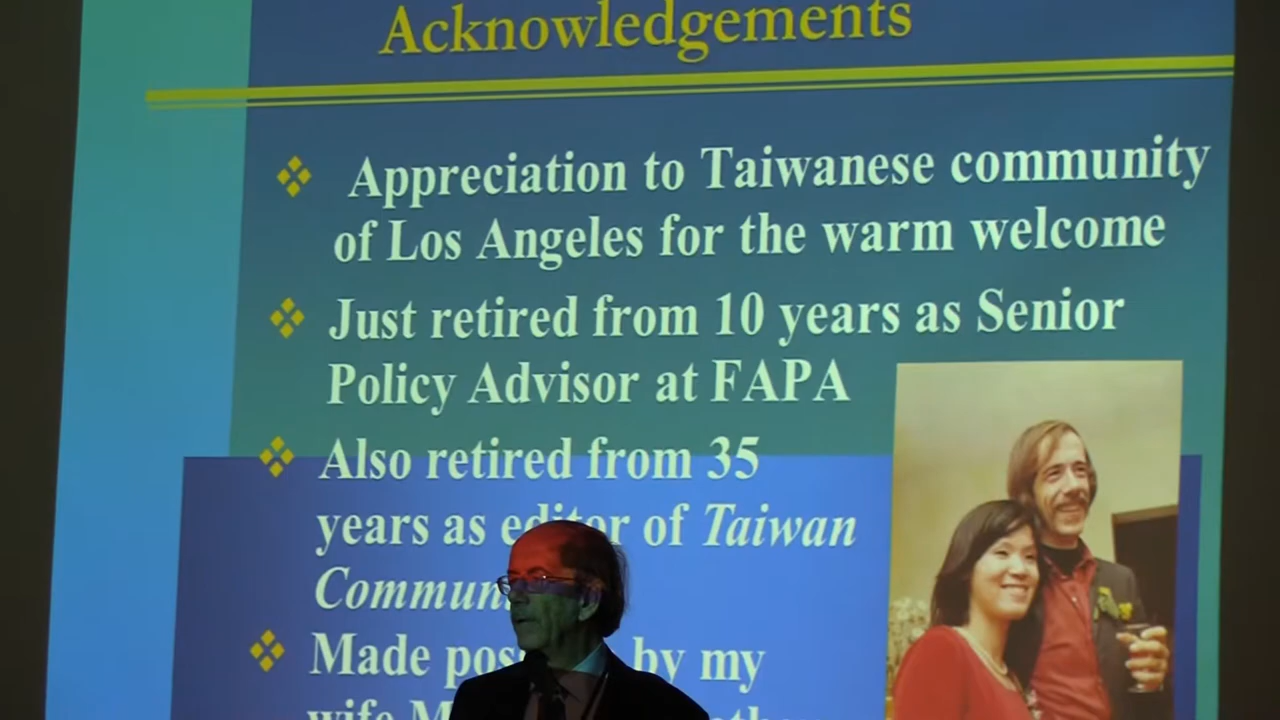 Acknowledgements
Appreciation to Taiwanese community
of Los Angeles for the warm welcome
Just retired from 10 years as Senior
Policy Advisor at FAPA
Also retired from 35
years as editor of Taiwan
Made by my
wife